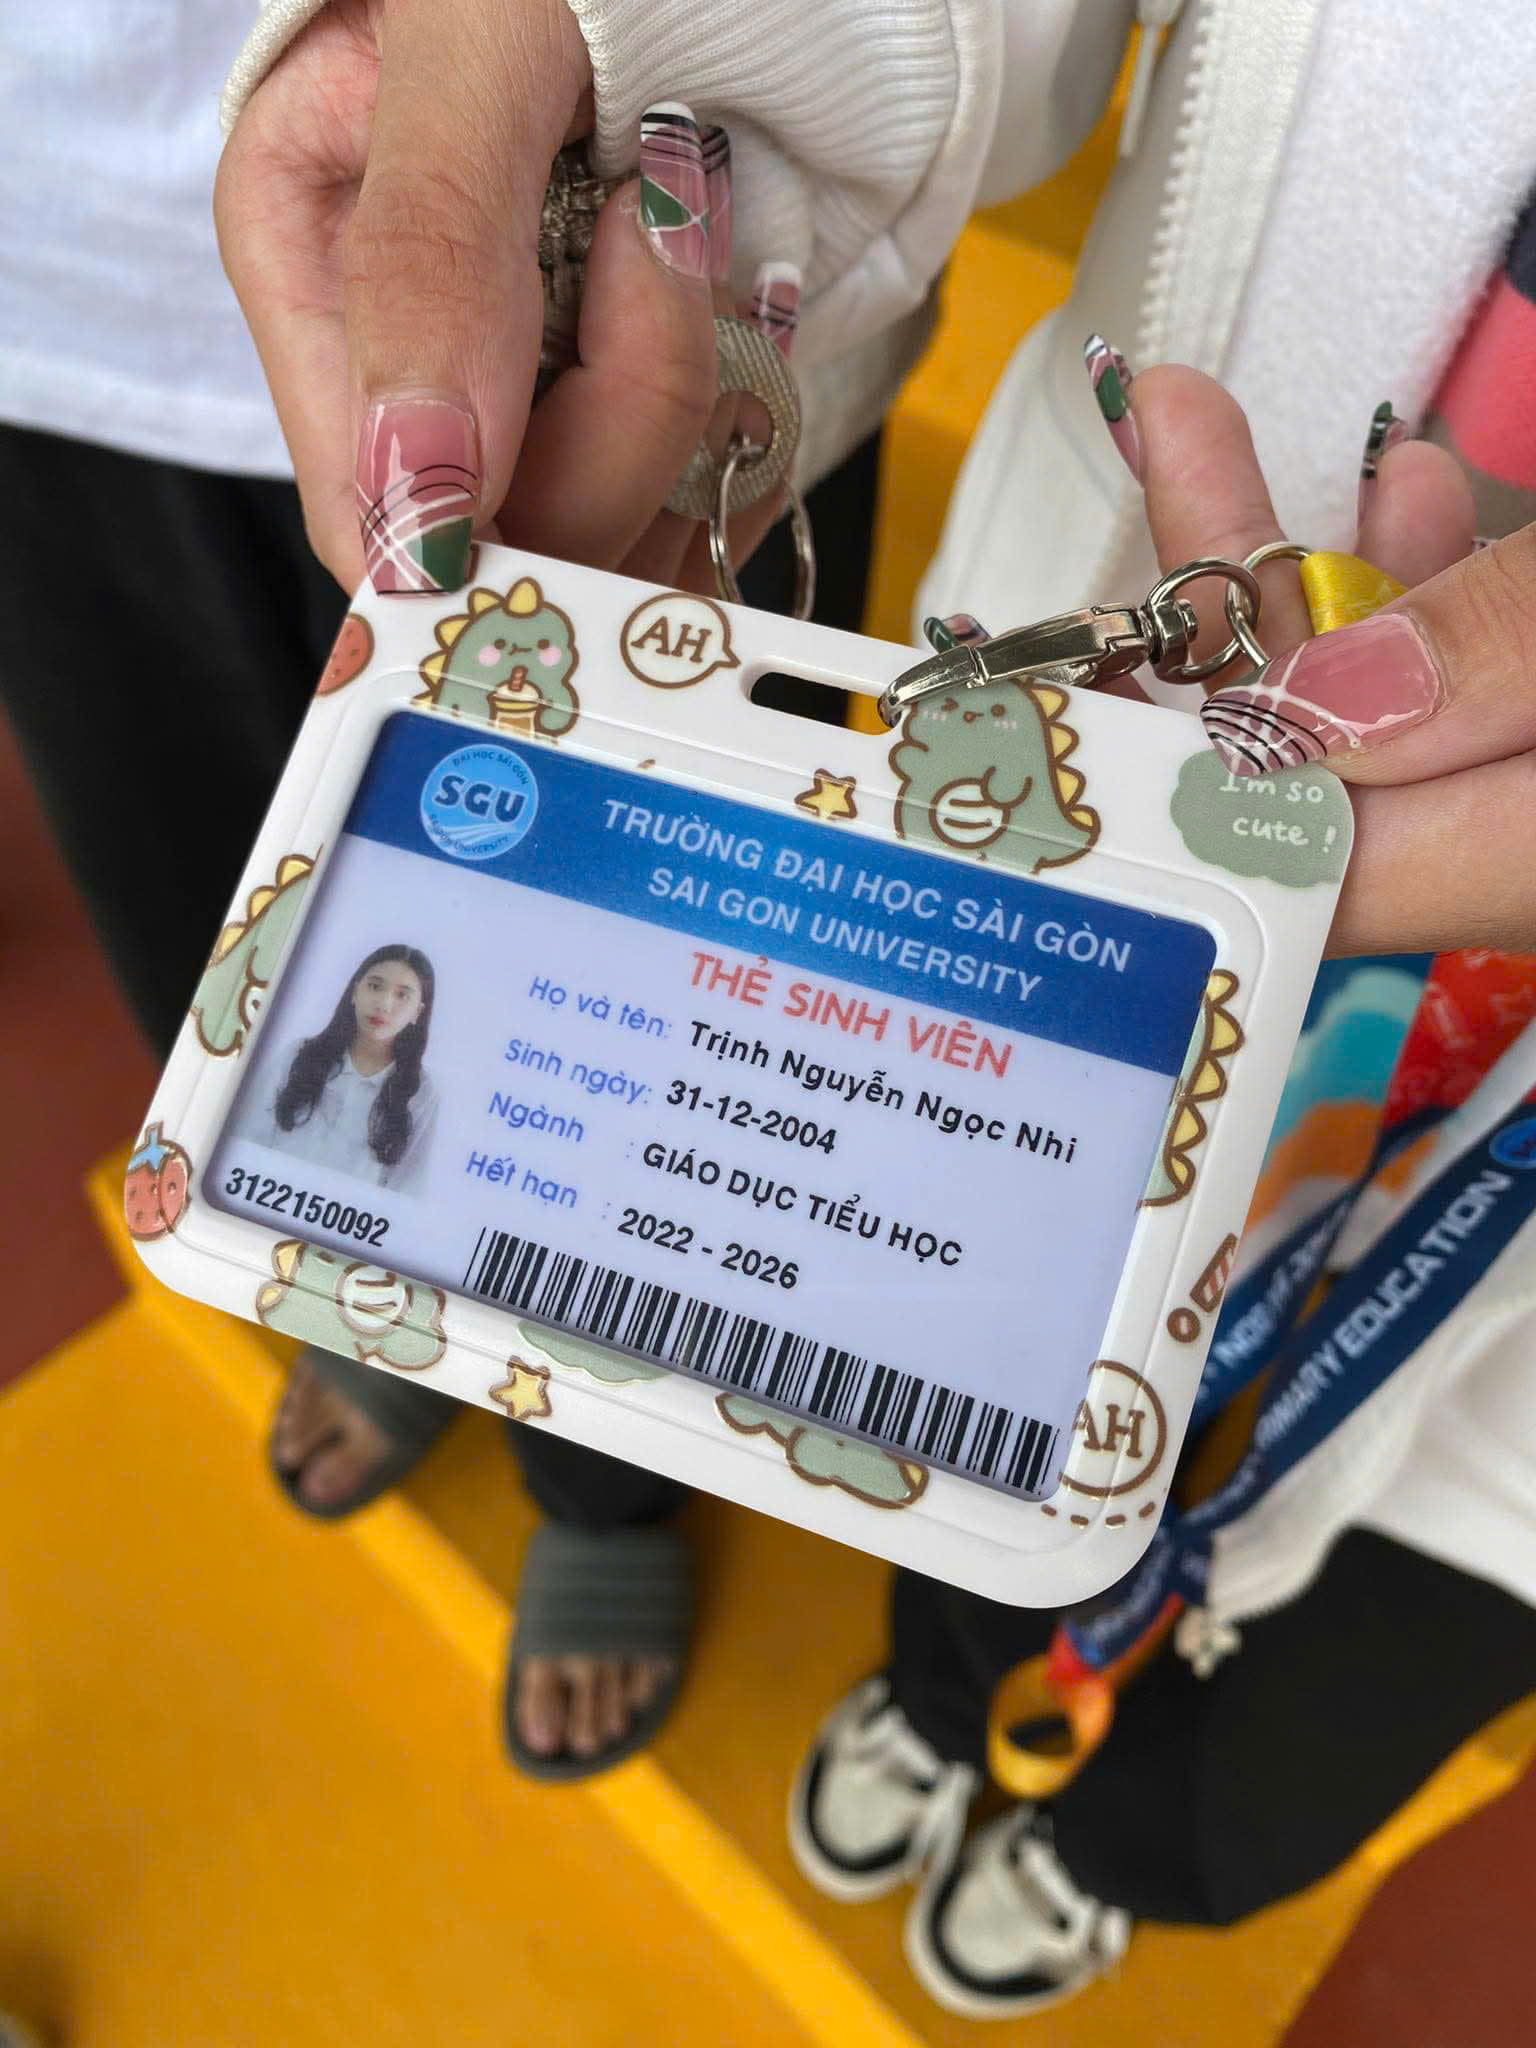 AH
I'm so
cute !
ĐẠI HỌC SÀI GÒN
SGU
SAIGON UNIVERSITY
TRƯỜNG ĐẠI HỌC SÀI GÒN
SAI GON UNIVERSITY
THẺ SINH VIÊN
Họ và tên: Trịnh Nguyễn Ngọc Nhi
Sinh ngày: 31-12-2004
Ngành : GIÁO DỤC TIỂU HỌC
Hết hạn : 2022 - 2026
3122150092
AH
PRIMARY EDUCATION